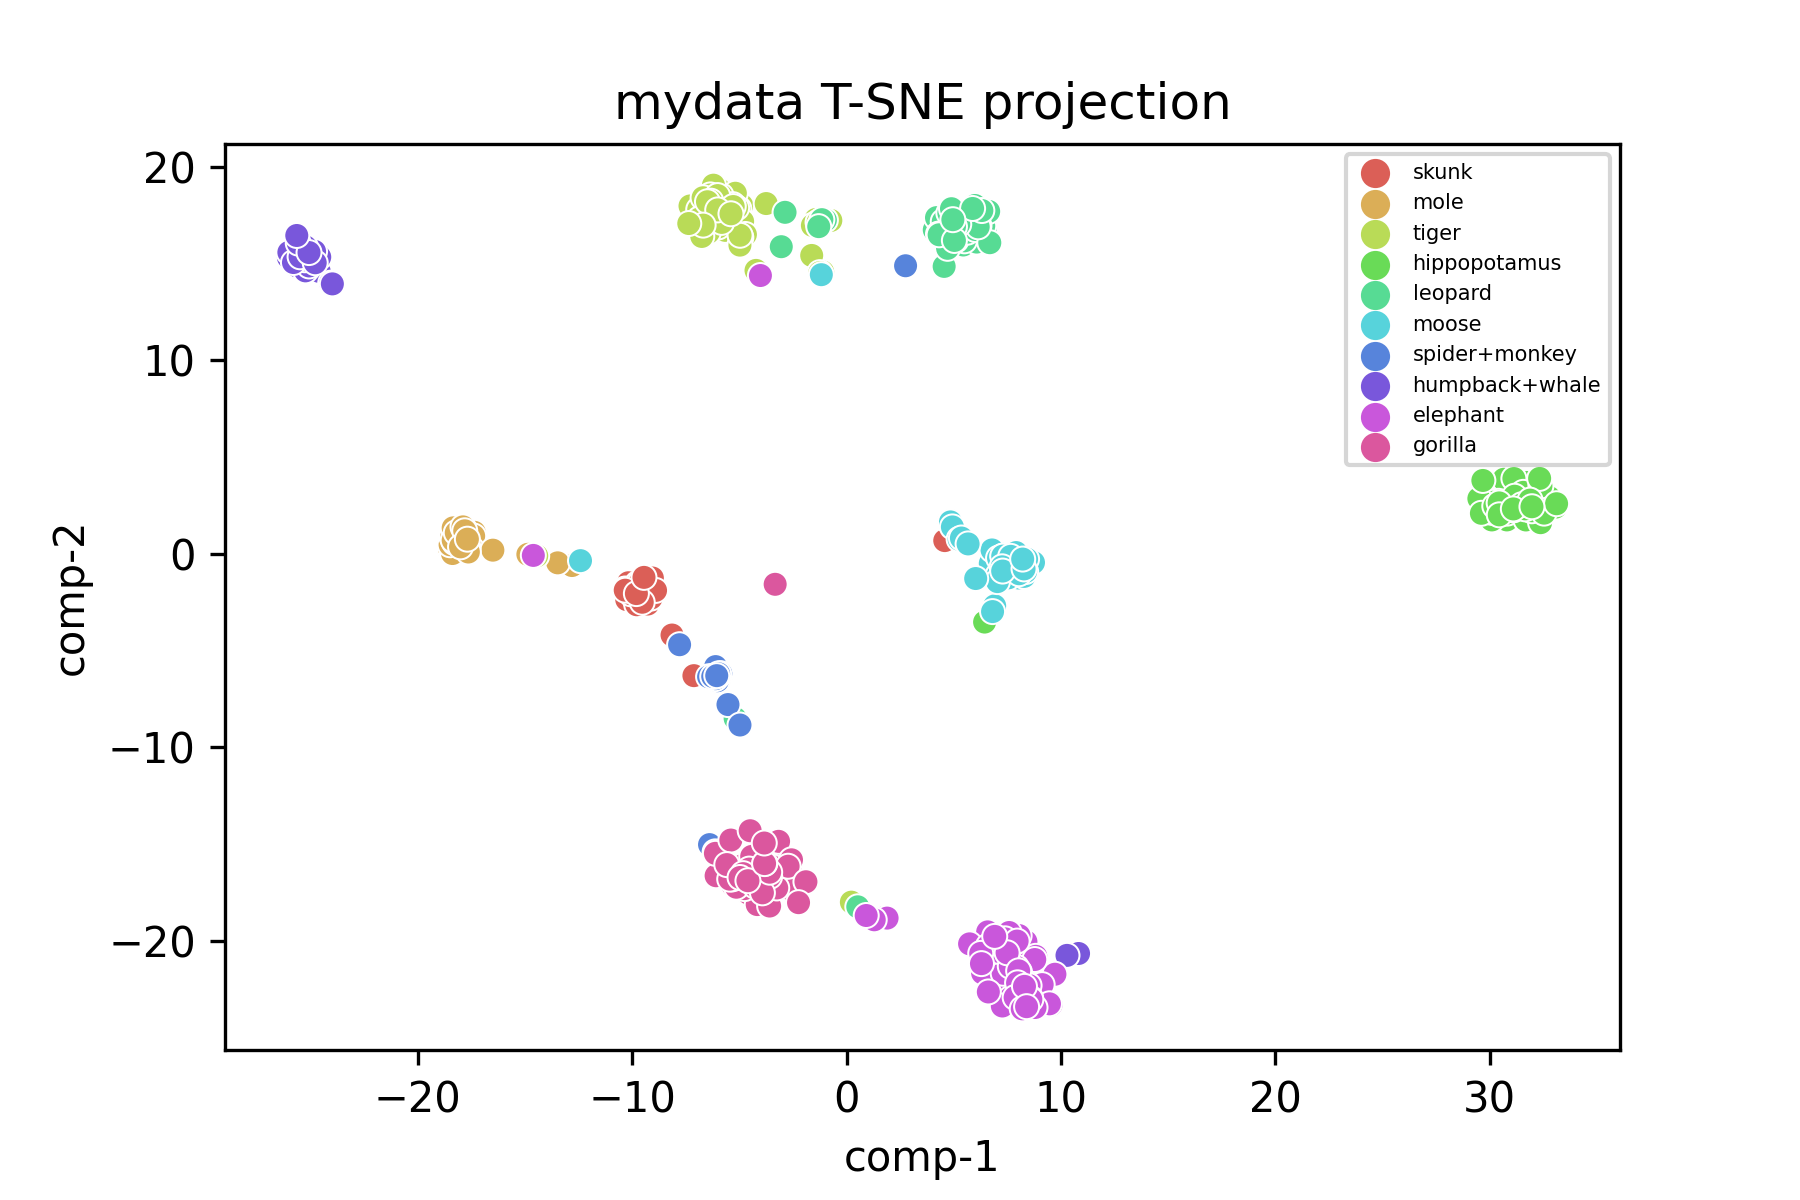 mydata T-SNE projection
20
10
0
−10
−20
comp-2
skunk
mole
tiger
hippopotamus
leopard
moose
spider+monkey
humpback+whale
elephant
gorilla
−20 −10 0 10 20 30
comp-1